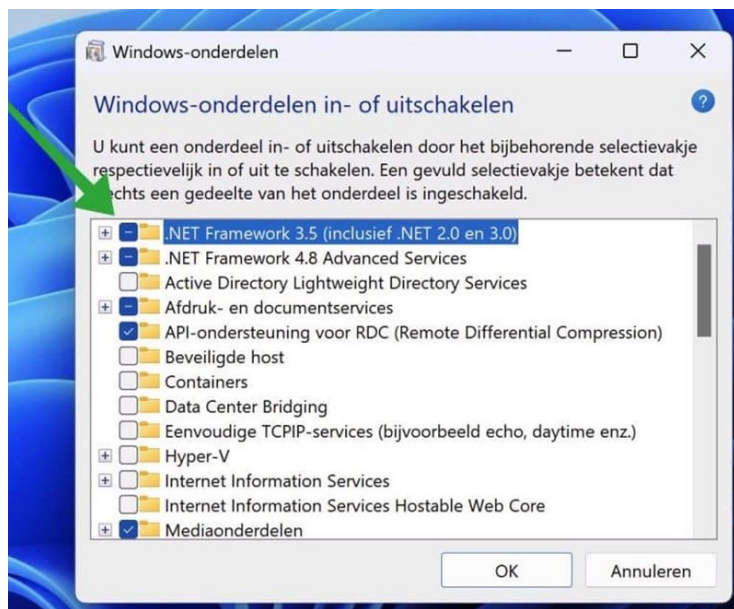 Windows-onderdelen
Windows-onderdelen in- of uitschakelen
U kunt een onderdeel in- of uitschakelen door het bijbehorende selectievakje
respectievelijk in of uit te schakelen. Een gevuld selectievakje betekent dat
een gedeelte van het onderdeel is ingeschakeld.
.NET Framework 3.5 (inclusief .NET 2.0 en 3.0)
.NET Framework 4.8 Advanced Services
Active Directory Lightweight Directory Services
Afdruk- en documentservices
API-ondersteuning voor RDC (Remote Differential Compression)
Beveiligde host
Containers
Data Center Bridging
Eenvoudige TCPIP-services (bijvoorbeeld echo, daytime enz.)
Hyper-V
Internet Information Services
Internet Information Services Hostable Web Core
Mediaonderdelen
OK
Annuleren